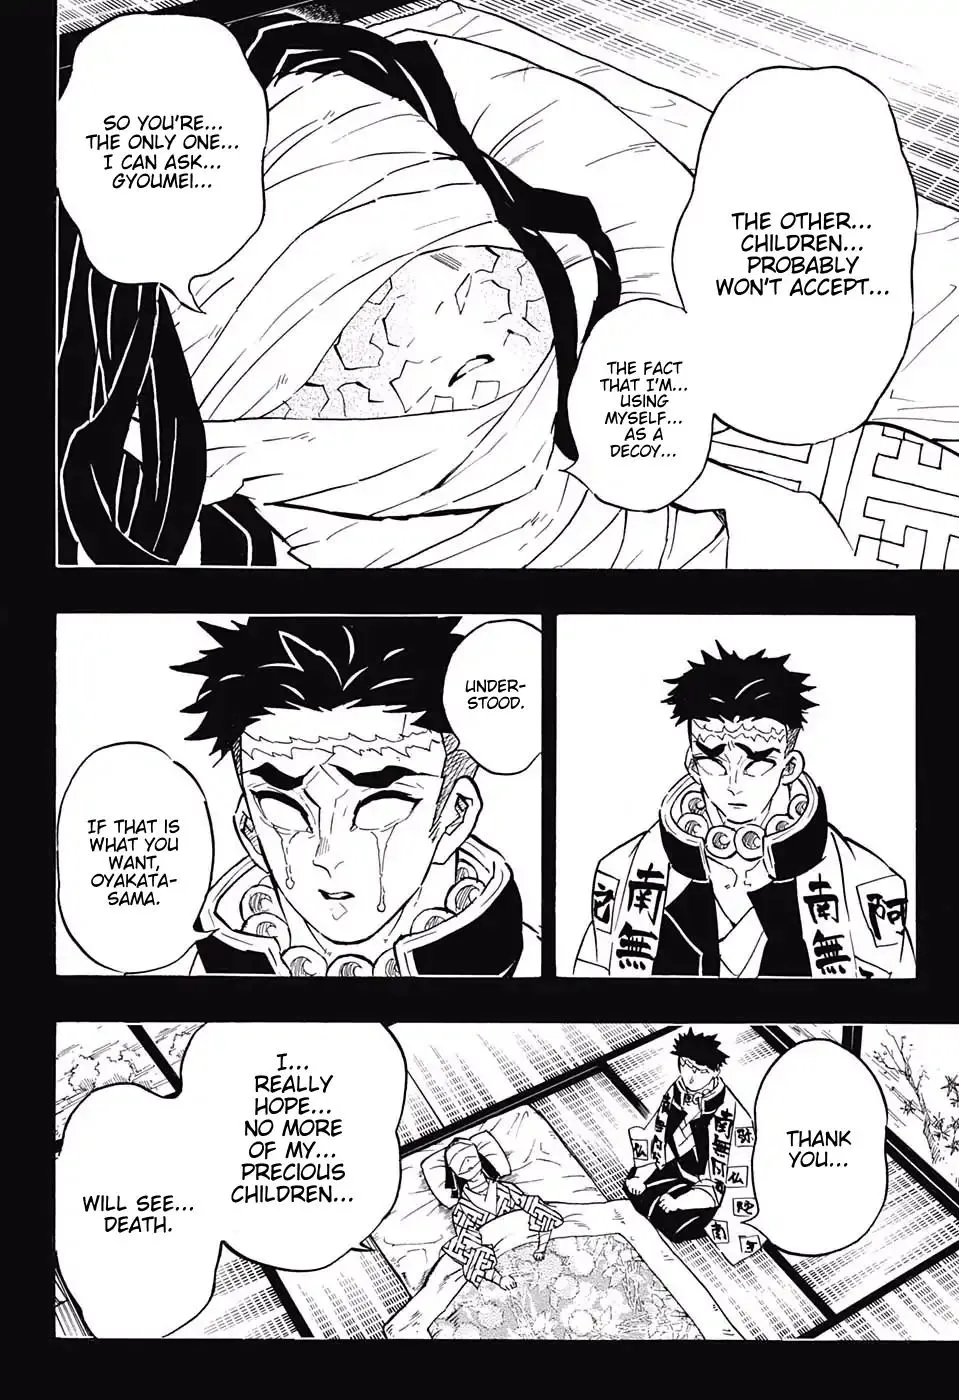 THE OTHER...
CHILDREN...
PROBABLY
WON'T ACCEPT...
THE FACT
THAT I'M...
USING
MYSELF...
AS A
DECOY...
SO YOU'RE...
THE ONLY ONE...
I CAN ASK...
GYOUMEI...
UNDER-
STOOD.
IF THAT IS
WHAT YOU
WANT,
OYAKATA-
SAMA.
南無
南無
阿
THANK
YOU...
I...
REALLY
HOPE...
NO MORE
OF MY...
PRECIOUS
CHILDREN...
WILL SEE...
DEATH.
南無